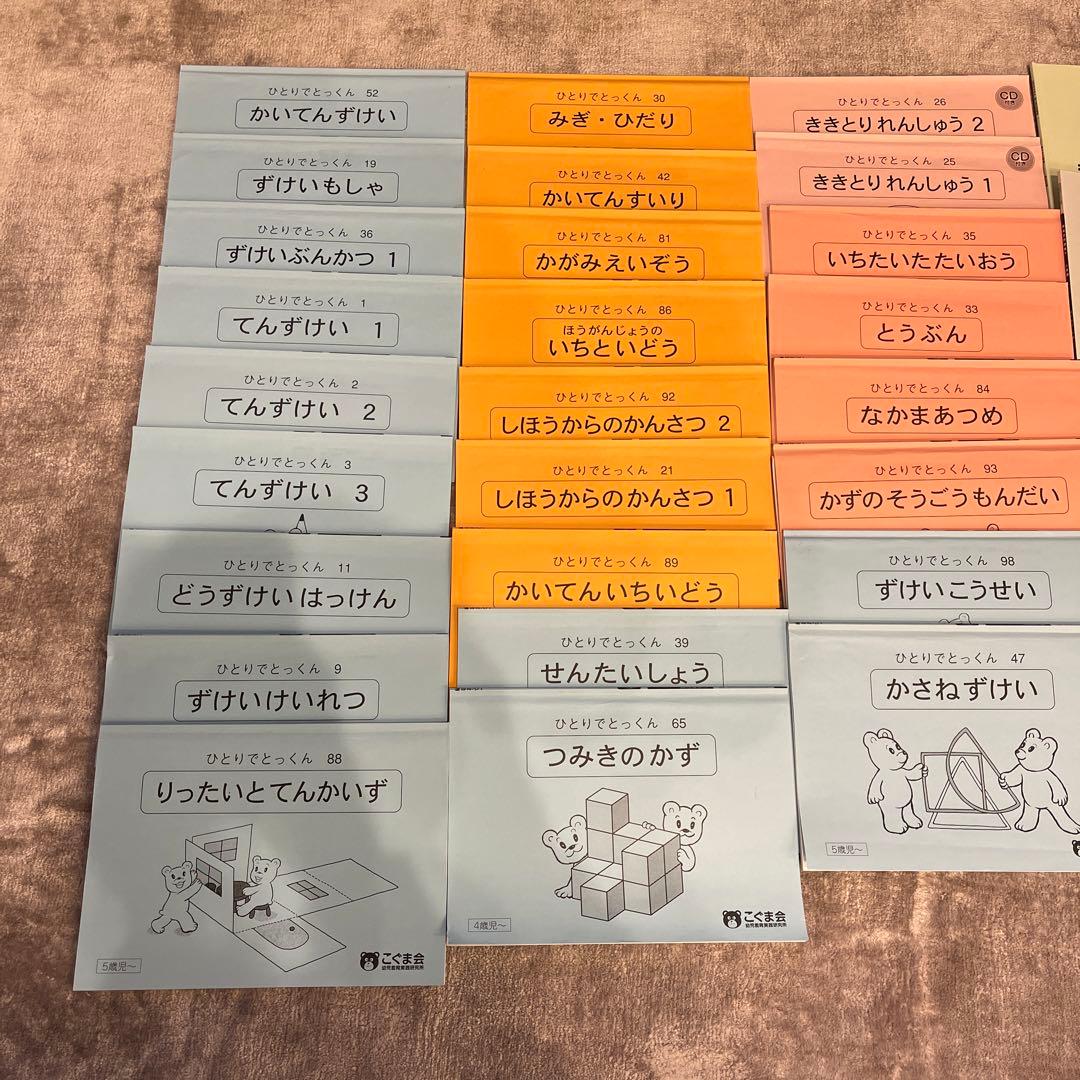 ひとりでとっくん 52
かいてんずけい
ひとりでとっくん 19
ずけいもしゃ
ひとりでとっくん 36
ずけいぶんかつ 1
ひとりでとっくん 1
てんずけい 1
ひとりでとっくん 2
てんずけい 2
ひとりでとっくん 3
てんずけい 3
ひとりでとっくん 11
どうずけいはっけん
ひとりでとっくん 9
ずけいけいれつ
ひとりでとっくん 88
りったいとてんかいず
5歳児～
こぐま会
幼児教育実践研究所
ひとりでとっくん 30
みぎ・ひだり
ひとりでとっくん 42
かいてんすいり
ひとりでとっくん 81
かがみえいぞう
ひとりでとっくん 86
ほうがんじょうの
いちといどう
ひとりでとっくん 92
しほうからのかんさつ 2
ひとりでとっくん 21
しほうからのかんさつ 1
ひとりでとっくん 89
かいてんいちいどう
ひとりでとっくん 39
せんたいしょう
ひとりでとっくん 65
つみきのかず
4歳児～
こぐま会
幼児教育実践研究所
ひとりでとっくん 26
CD
付き
ききとりれんしゅう 2
ひとりでとっくん 25
CD
付き
ききとりれんしゅう 1
ひとりでとっくん 35
いちたいたたいおう
ひとりでとっくん 33
とうぶん
ひとりでとっくん 84
なかまあつめ
ひとりでとっくん 93
かずのそうごうもんだい
ひとりでとっくん 98
ずけいこうせい
ひとりでとっくん 47
かさねずけい
5歳児～